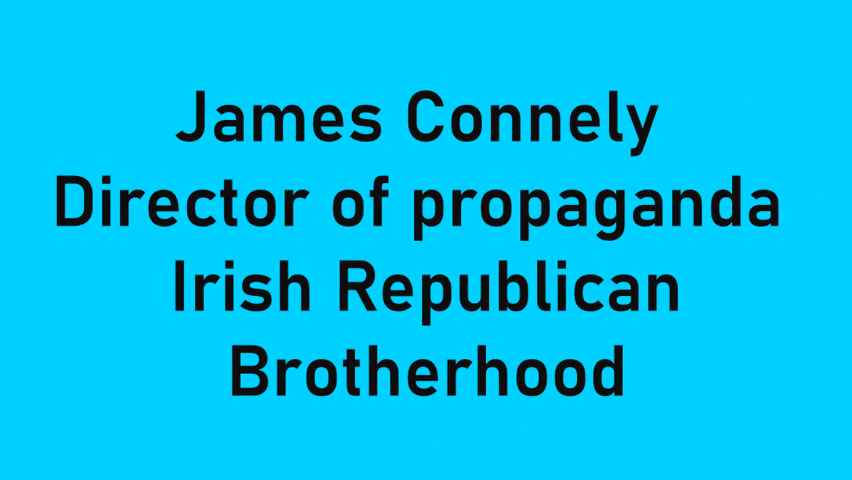 James Connely
Director of propaganda
Irish Republican
Brotherhood